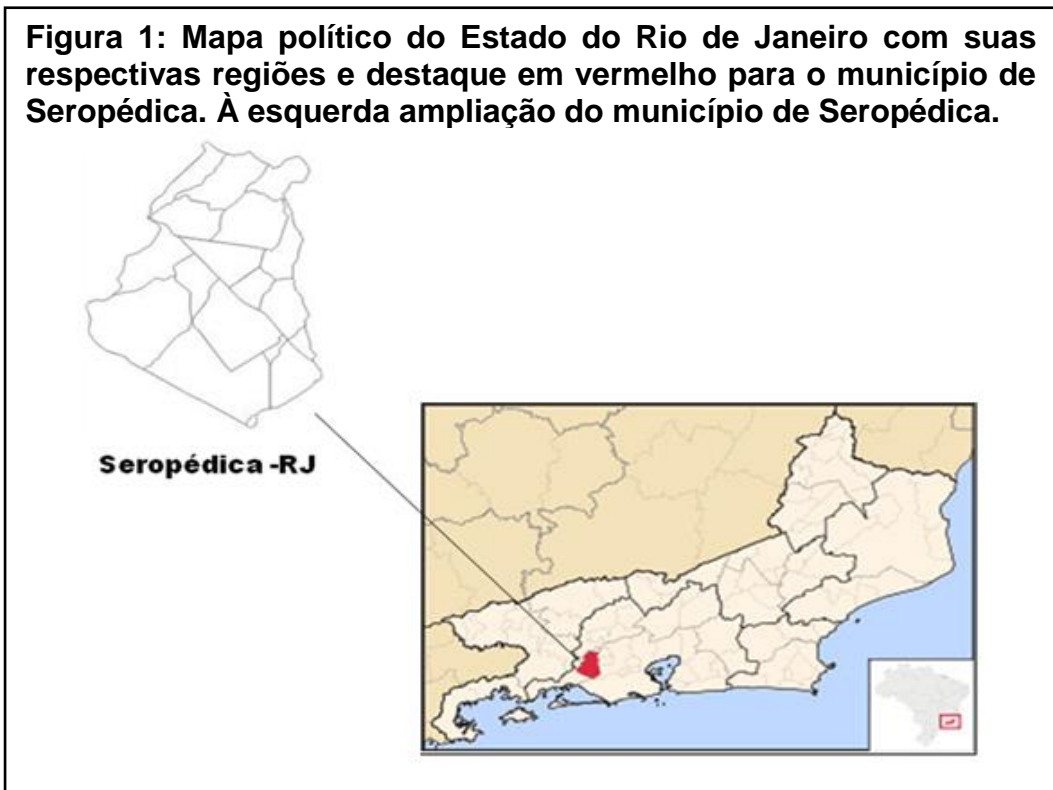 Figura 1: Mapa político do Estado do Rio de Janeiro com suas
respectivas regiões e destaque em vermelho para o município de
Seropédica. À esquerda ampliação do município de Seropédica.
Seropédica -RJ